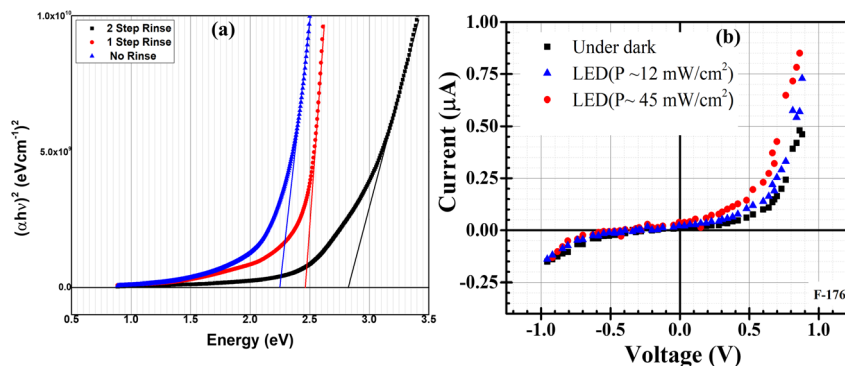 (a)
2 Step Rinse
1 Step Rinse
No Rinse
1.0x10¹⁰
5.0x10⁹
0.0
(αhν)² (eVcm⁻¹)²
0.5 1.0 1.5 2.0 2.5 3.0 3.5
Energy (eV)
(b)
Under dark
LED(P ~12 mW/cm²)
LED(P~ 45 mW/cm²)
1.00
0.75
0.50
0.25
0.00
-0.25
Current (μA)
-1.0 -0.5 0.0 0.5 1.0
Voltage (V)
F-176